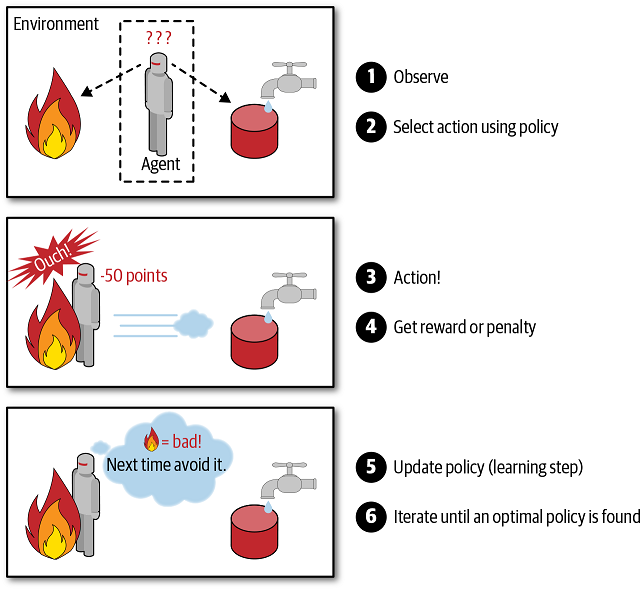 Environment
???
Agent
1 Observe
2 Select action using policy
Ouch!
-50 points
3 Action!
4 Get reward or penalty
= bad!
Next time avoid it.
5 Update policy (learning step)
6 Iterate until an optimal policy is found